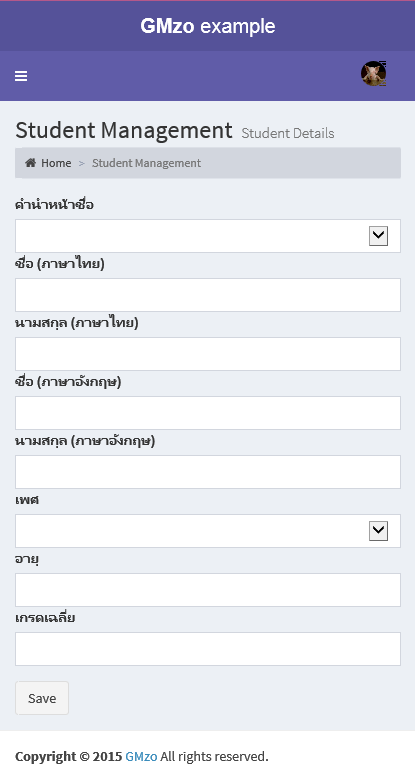 GMzo example
Student Management Student Details
Home > Student Management
คำนำหน้าชื่อ
ชื่อ (ภาษาไทย)
นามสกุล (ภาษาไทย)
ชื่อ (ภาษาอังกฤษ)
นามสกุล (ภาษาอังกฤษ)
เพศ
อายุ
เกรดเฉลี่ย
Save
Copyright © 2015 GMzo All rights reserved.